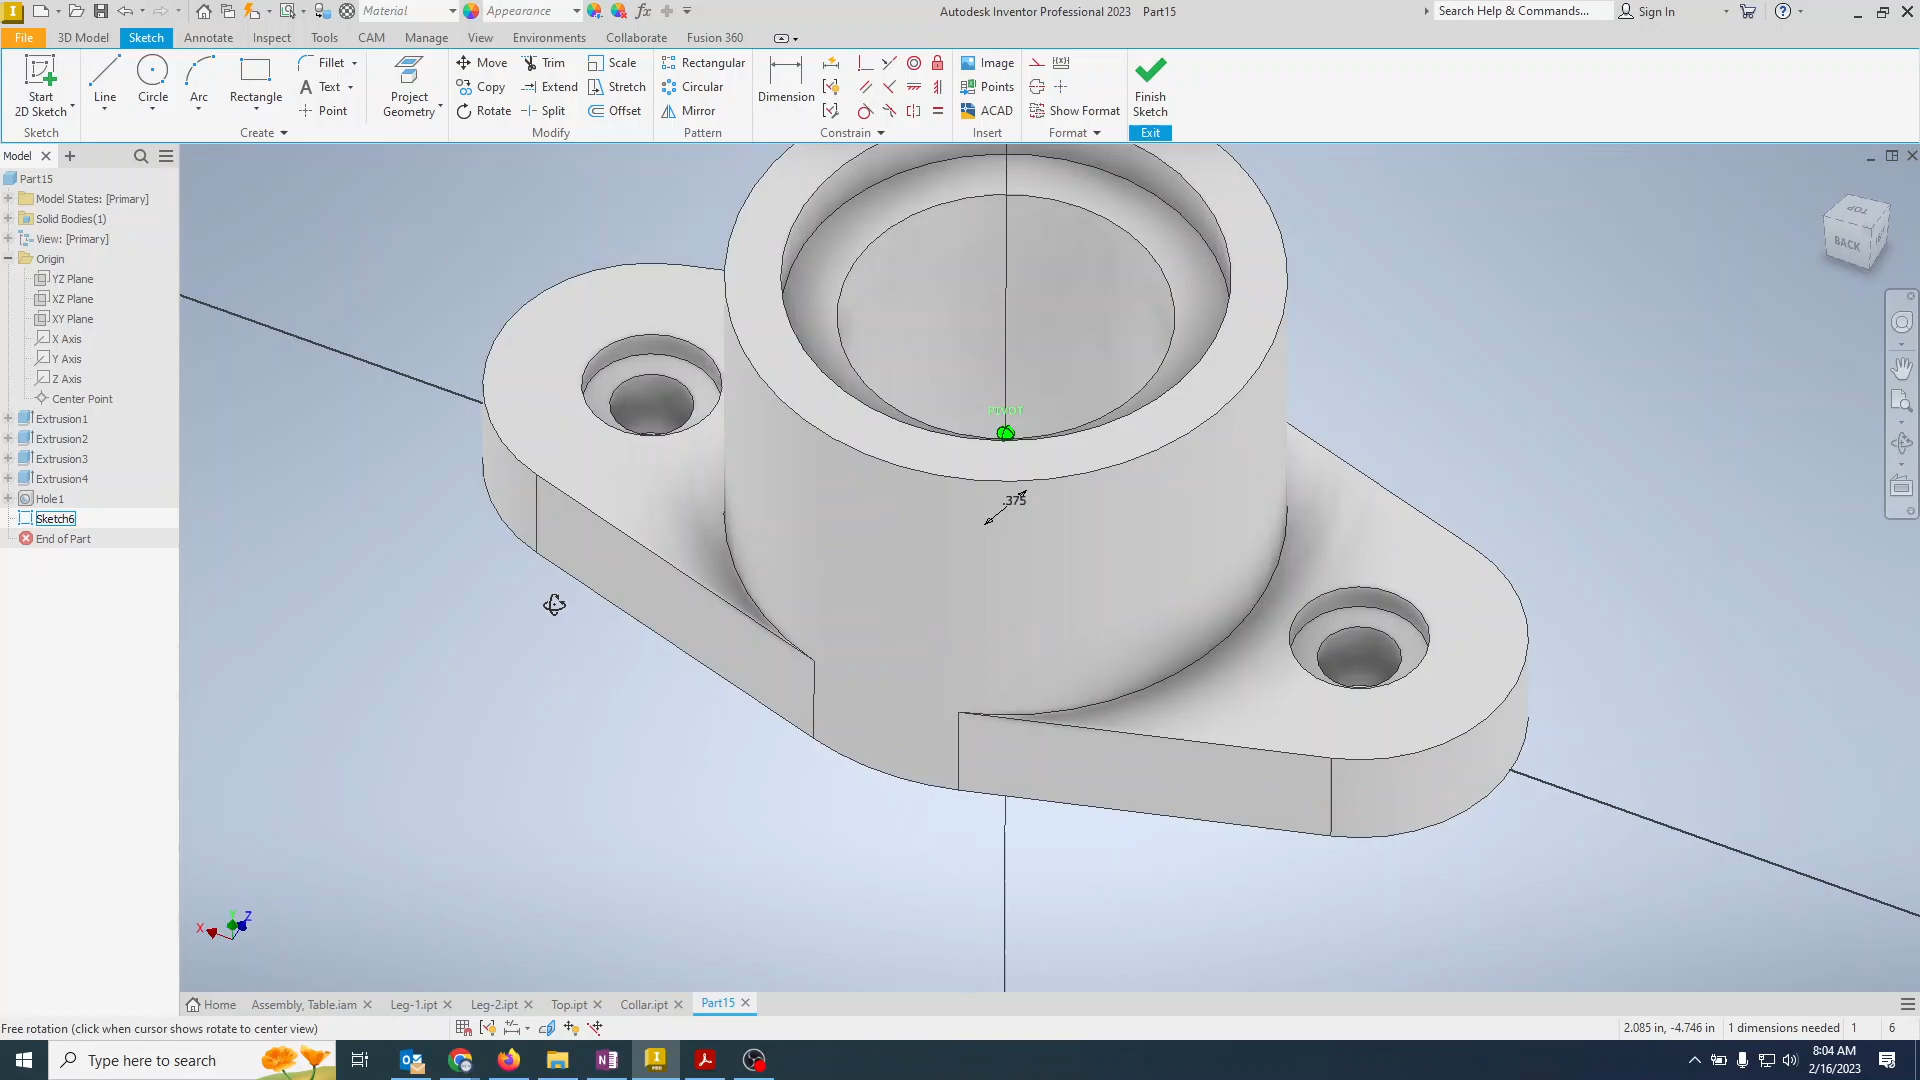 Material Appearance Autodesk Inventor Professional 2023 Part15 Search Help & Commands... Sign In
File 3D Model Sketch Annotate Inspect Tools CAM Manage View Environments Collaborate Fusion 360
Start 2D Sketch
Line Circle Arc Rectangle
Fillet
Text
Point
Project Geometry
Move Trim Scale
Copy Extend Stretch
Rotate Split Offset
Rectangular
Circular
Mirror
Dimension
Image
Points
ACAD
Show Format
Finish Sketch
Sketch Create Modify Pattern Constrain Insert Format Exit
Model
Part15
Model States: [Primary]
Solid Bodies(1)
View: [Primary]
Origin
YZ Plane
XZ Plane
XY Plane
X Axis
Y Axis
Z Axis
Center Point
Extrusion1
Extrusion2
Extrusion3
Extrusion4
Hole1
Sketch6
End of Part
TOP
BACK
PIVOT
.375
X Y Z
Home Assembly, Table.iam Leg-1.ipt Leg-2.ipt Top.ipt Collar.ipt Part15
Free rotation (click when cursor shows rotate to center view) 2.085 in, -4.746 in 1 dimensions needed 1 6
Type here to search
8:04 AM
2/16/2023